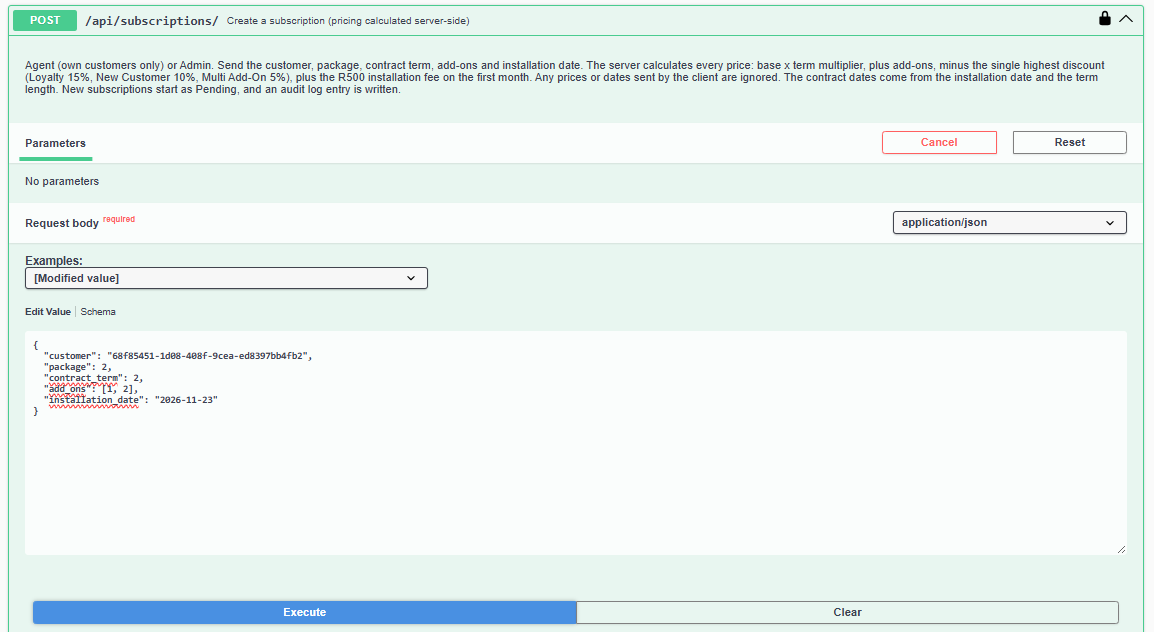 POST /api/subscriptions/ Create a subscription (pricing calculated server-side)
Agent (own customers only) or Admin. Send the customer, package, contract term, add-ons and installation date. The server calculates every price: base x term multiplier, plus add-ons, minus the single highest discount
(Loyalty 15%, New Customer 10%, Multi Add-On 5%), plus the R500 installation fee on the first month. Any prices or dates sent by the client are ignored. The contract dates come from the installation date and the term
length. New subscriptions start as Pending, and an audit log entry is written.
Parameters
Cancel
Reset
No parameters
Request body required
application/json
Examples:
[Modified value]
Edit Value | Schema
{
  "customer": "68f85451-1d08-408f-9cea-ed8397bb4fb2",
  "package": 2,
  "contract_term": 2,
  "add_ons": [1, 2],
  "installation_date": "2026-11-23"
}
Execute
Clear